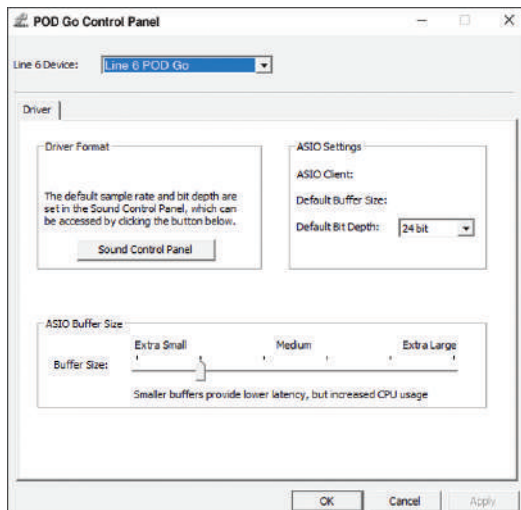 POD Go Control Panel
Line 6 Device:
Line 6 POD Go
Driver
Driver Format
The default sample rate and bit depth are
set in the Sound Control Panel, which can
be accessed by clicking the button below.
Sound Control Panel
ASIO Settings
ASIO Client:
Default Buffer Size:
Default Bit Depth:
24 bit
ASIO Buffer Size
Extra Small
Medium
Extra Large
Buffer Size:
Smaller buffers provide lower latency, but increased CPU usage
OK
Cancel
Apply